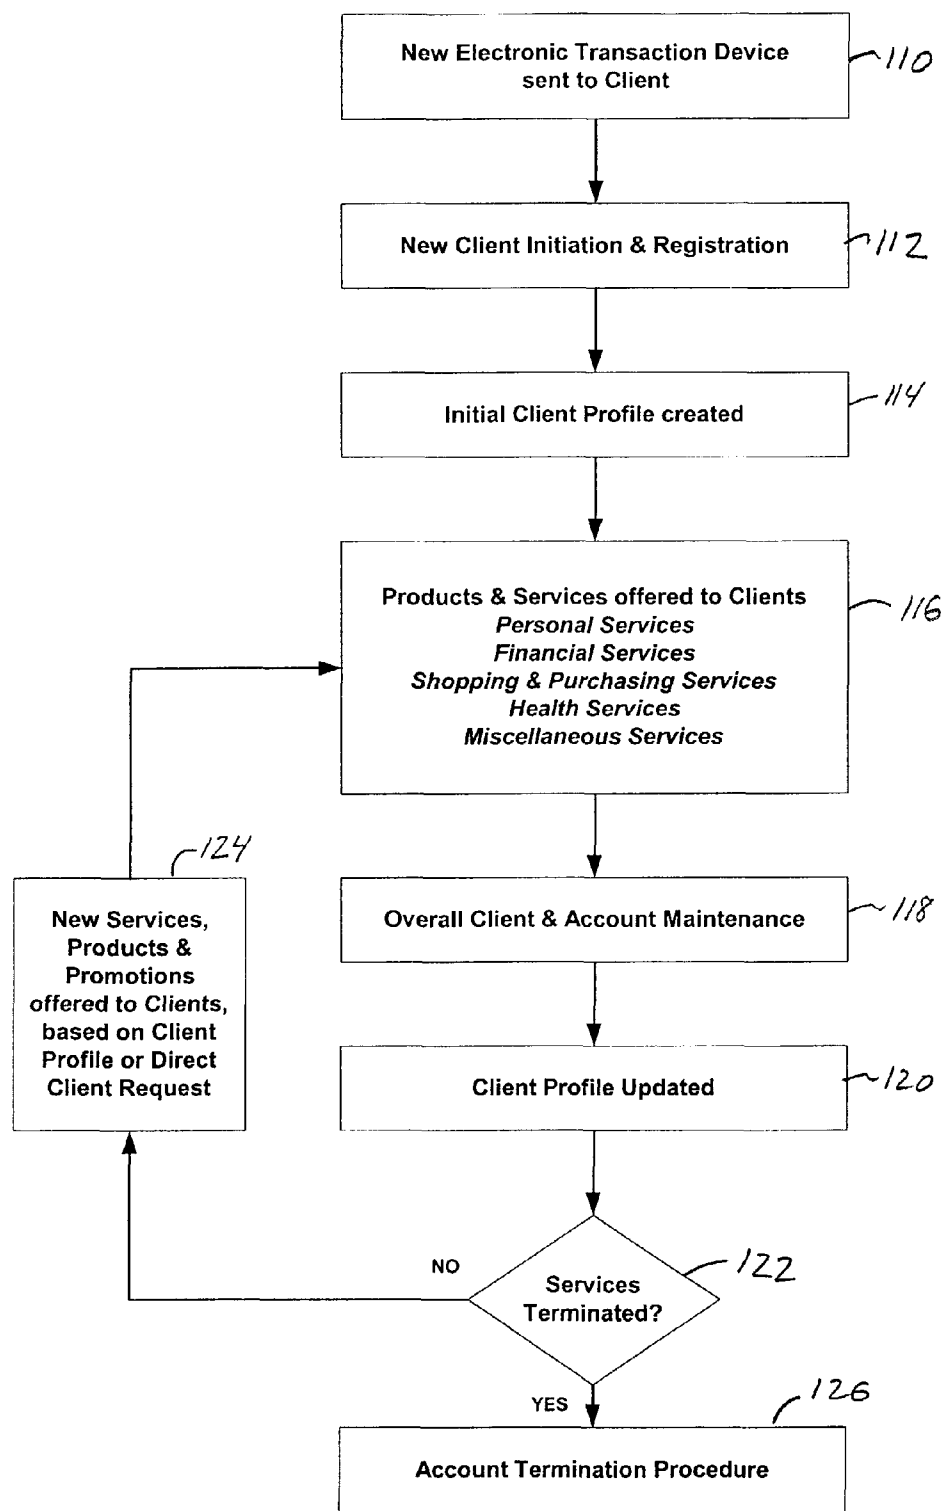 New Electronic Transaction Device
sent to Client
110
New Client Initiation & Registration
112
Initial Client Profile created
114
Products & Services offered to Clients
Personal Services
Financial Services
Shopping & Purchasing Services
Health Services
Miscellaneous Services
116
124
New Services,
Products &
Promotions
offered to Clients,
based on Client
Profile or Direct
Client Request
Overall Client & Account Maintenance
118
Client Profile Updated
120
NO
Services
Terminated?
122
YES
126
Account Termination Procedure